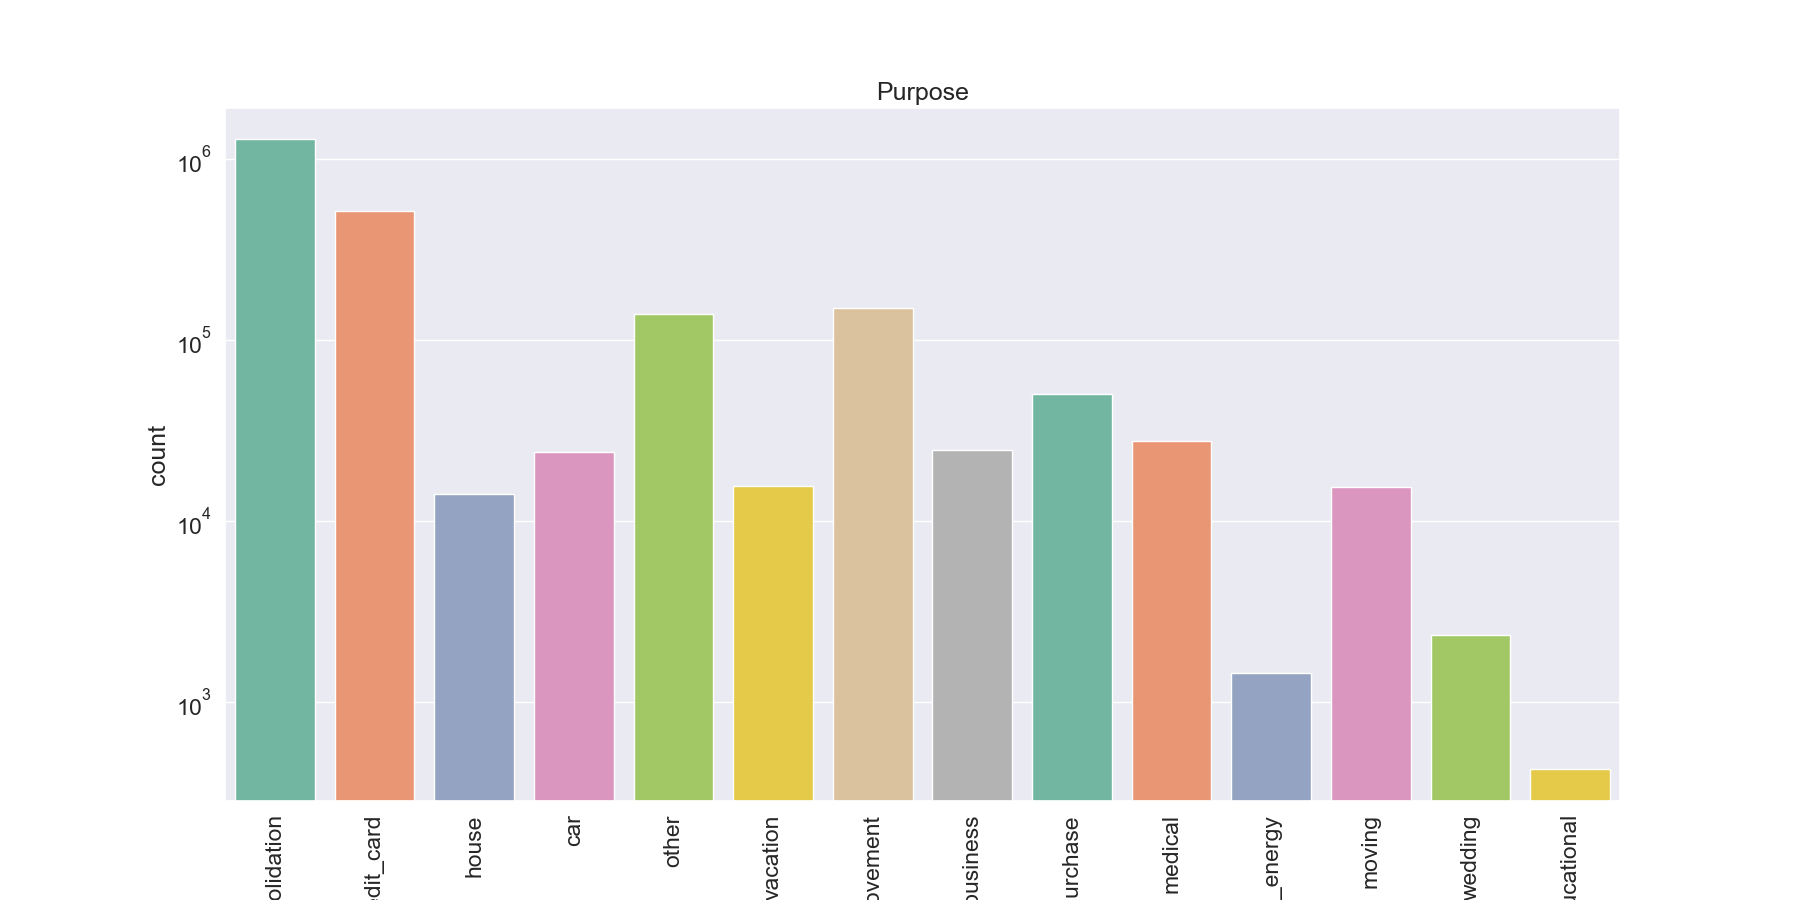 Purpose
10^6
10^5
10^4
10^3
count
olidation
edit_card
house
car
other
vacation
ovement
business
urchase
medical
_energy
moving
wedding
ucational